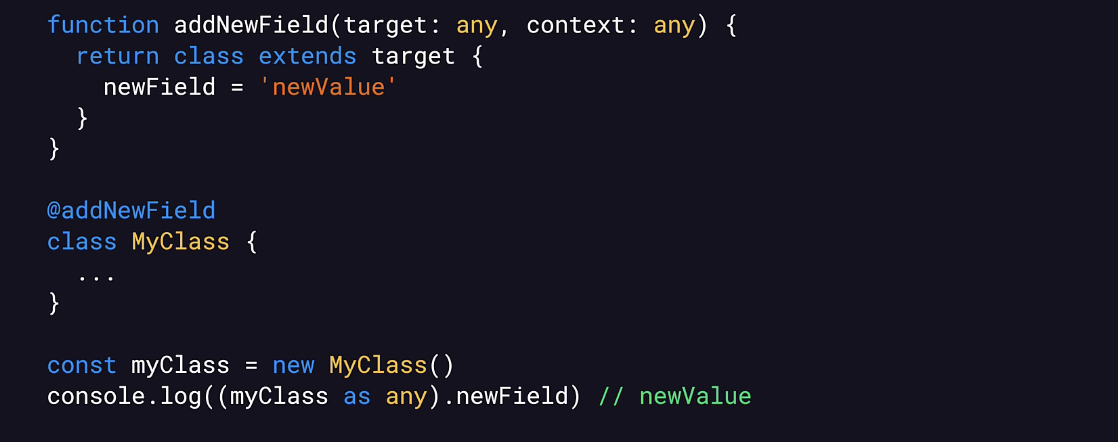 function addNewField(target: any, context: any) {
  return class extends target {
    newField = 'newValue'
  }
}

@addNewField
class MyClass {
  ...
}

const myClass = new MyClass()
console.log((myClass as any).newField) // newValue